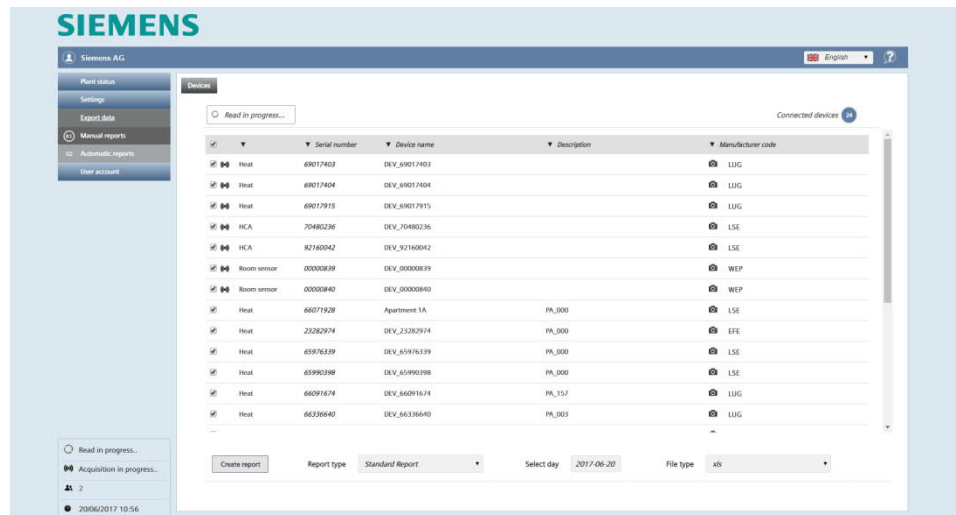 SIEMENS
Siemens AG
English
?
Plant status
Settings
Export data
01 Manual reports
02 Automatic reports
User account
Devices
Read in progress...
Connected devices 24
Serial number Device name Description Manufacturer code
Heat 69017403 DEV_69017403 LUG
Heat 69017404 DEV_69017404 LUG
Heat 69017915 DEV_69017915 LUG
HCA 70480236 DEV_70480236 LSE
HCA 92160042 DEV_92160042 LSE
Room sensor 00000839 DEV_00000839 WEP
Room sensor 00000840 DEV_00000840 WEP
Heat 66071928 Apartment 1A PA_000 LSE
Heat 23282974 DEV_23282974 PA_000 EFE
Heat 65976339 DEV_65976339 PA_000 LSE
Heat 65990398 DEV_65990398 PA_000 LSE
Heat 66091674 DEV_66091674 PA_157 LUG
Heat 66336640 DEV_66336640 PA_003 LUG
Create report Report type Standard Report Select day 2017-06-20 File type xls
Read in progress..
Acquisition in progress..
2
20/06/2017 10:56